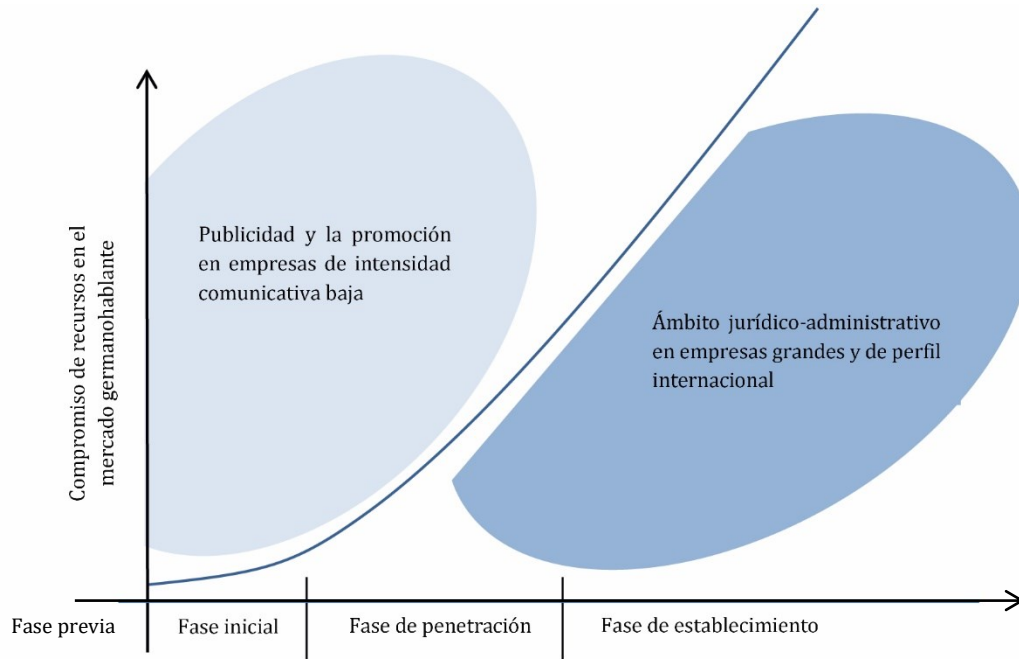 Publicidad y la promoción
en empresas de intensidad
comunicativa baja
Ámbito jurídico-administrativo
en empresas grandes y de perfil
internacional
Compromiso de recursos en el
mercado germanohablante
Fase previa
Fase inicial
Fase de penetración
Fase de establecimiento